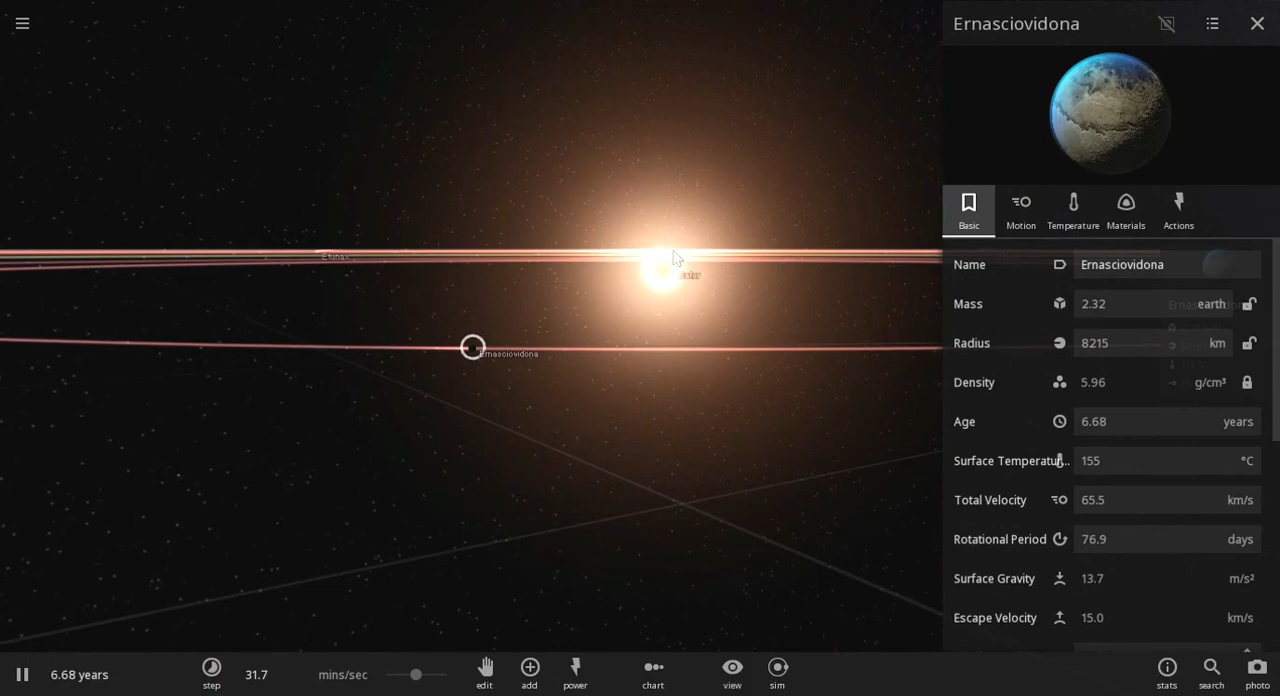 Ernasciovidona
Basic
Motion
Temperature
Materials
Actions
Name Ernasciovidona
Mass 2.32 earth
Radius 8215 km
Density 5.96 g/cm³
Age 6.68 years
Surface Temperatur... 155 °C
Total Velocity 65.5 km/s
Rotational Period 76.9 days
Surface Gravity 13.7 m/s²
Escape Velocity 15.0 km/s
Ernasciovidona
6.68 years
step
31.7 mins/sec
edit
add
power
chart
view
sim
stats
search
photo